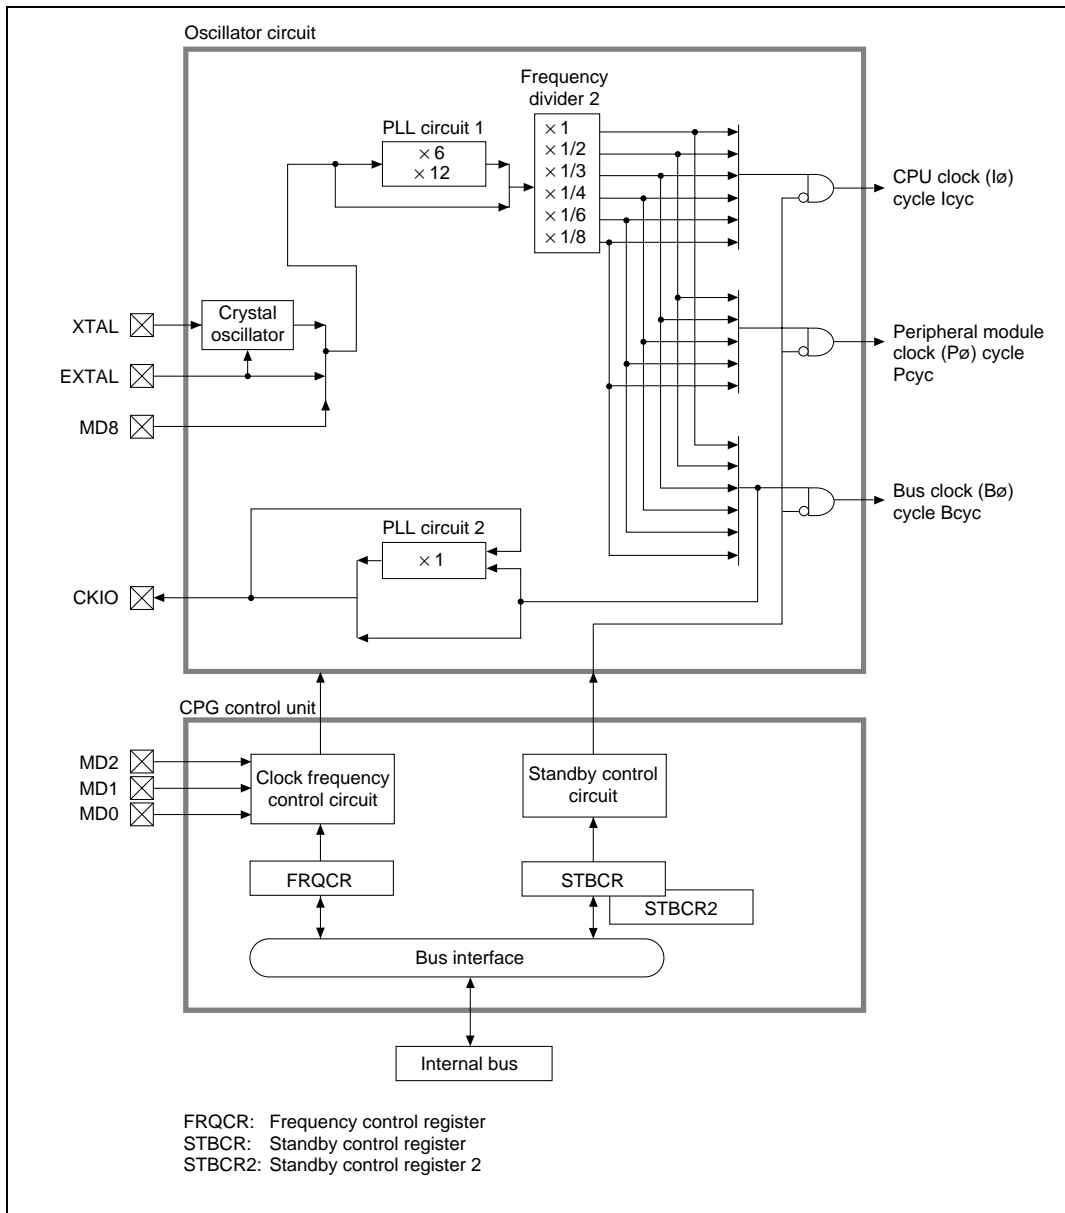 Oscillator circuit
Frequency
divider 2
PLL circuit 1
× 6
× 12
× 1
× 1/2
× 1/3
× 1/4
× 1/6
× 1/8
CPU clock (Iø)
cycle Icyc
XTAL
Crystal
oscillator
EXTAL
MD8
Peripheral module
clock (Pø) cycle
Pcyc
Bus clock (Bø)
cycle Bcyc
PLL circuit 2
× 1
CKIO
CPG control unit
MD2
MD1
MD0
Clock frequency
control circuit
Standby control
circuit
FRQCR
STBCR
STBCR2
Bus interface
Internal bus
FRQCR: Frequency control register
STBCR: Standby control register
STBCR2: Standby control register 2